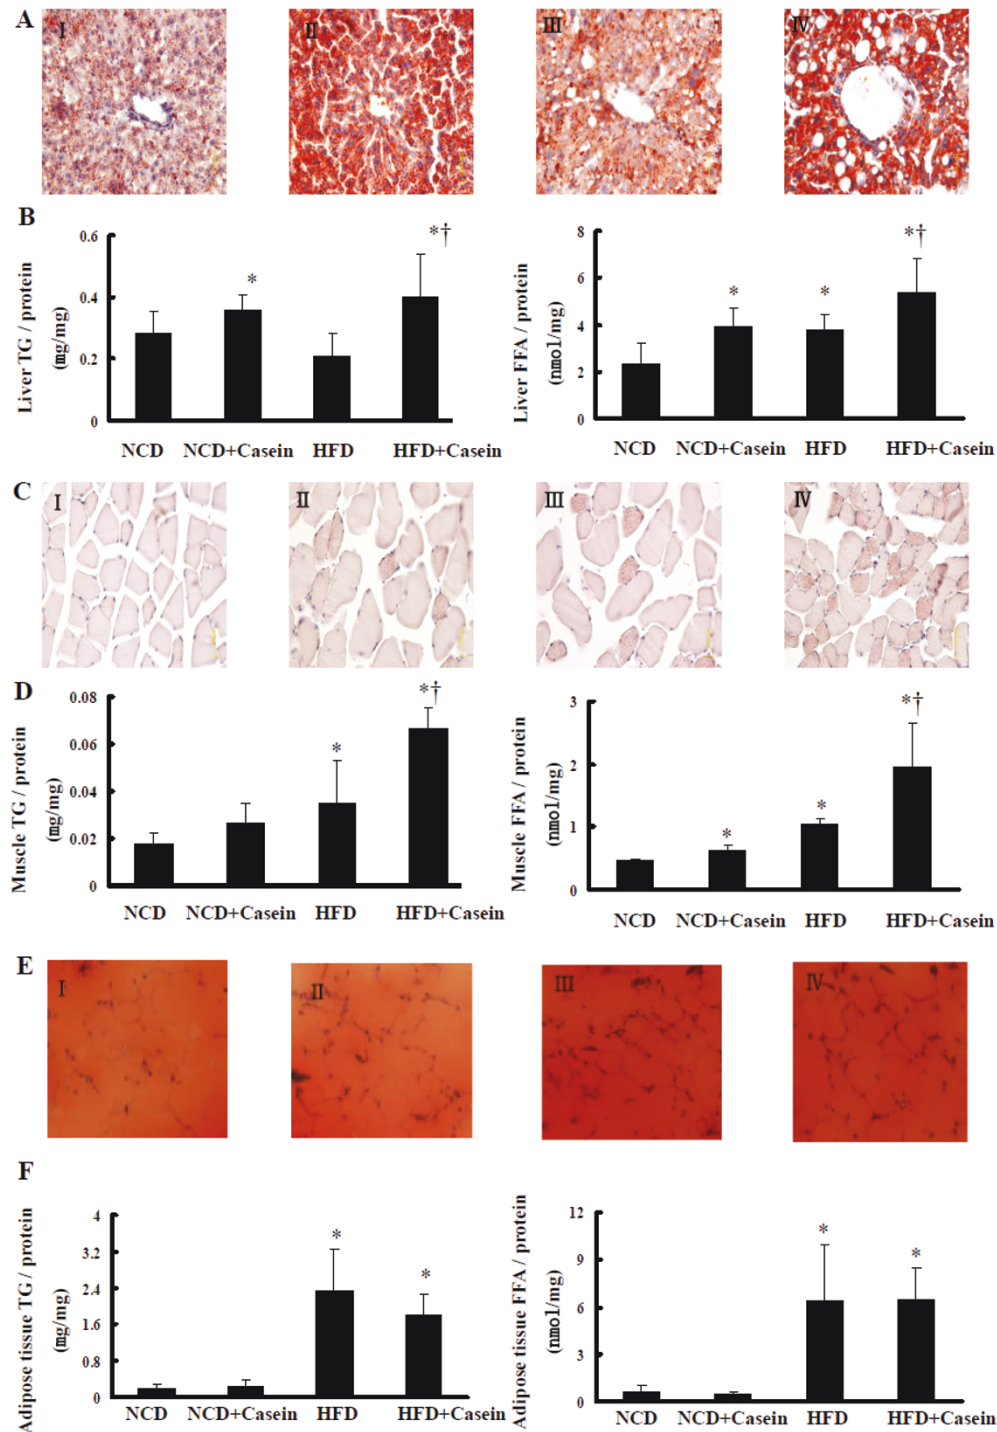 A
I
II
III
IV
B
Liver TG / protein
(mg/mg)
0.6
0.4
0.2
0
*
*†
NCD
NCD+Casein
HFD
HFD+Casein
Liver FFA / protein
(nmol/mg)
8
6
4
2
0
*
*
*†
NCD
NCD+Casein
HFD
HFD+Casein
C
I
II
III
IV
D
Muscle TG / protein
(mg/mg)
0.08
0.06
0.04
0.02
0
*
*†
NCD
NCD+Casein
HFD
HFD+Casein
Muscle FFA / protein
(nmol/mg)
3
2
1
0
*
*
*†
NCD
NCD+Casein
HFD
HFD+Casein
E
I
II
III
IV
F
Adipose tissue TG / protein
(mg/mg)
4
3.2
2.4
1.6
0.8
0
*
*
NCD
NCD+Casein
HFD
HFD+Casein
Adipose tissue FFA / protein
(nmol/mg)
12
9
6
3
0
*
*
NCD
NCD+Casein
HFD
HFD+Casein